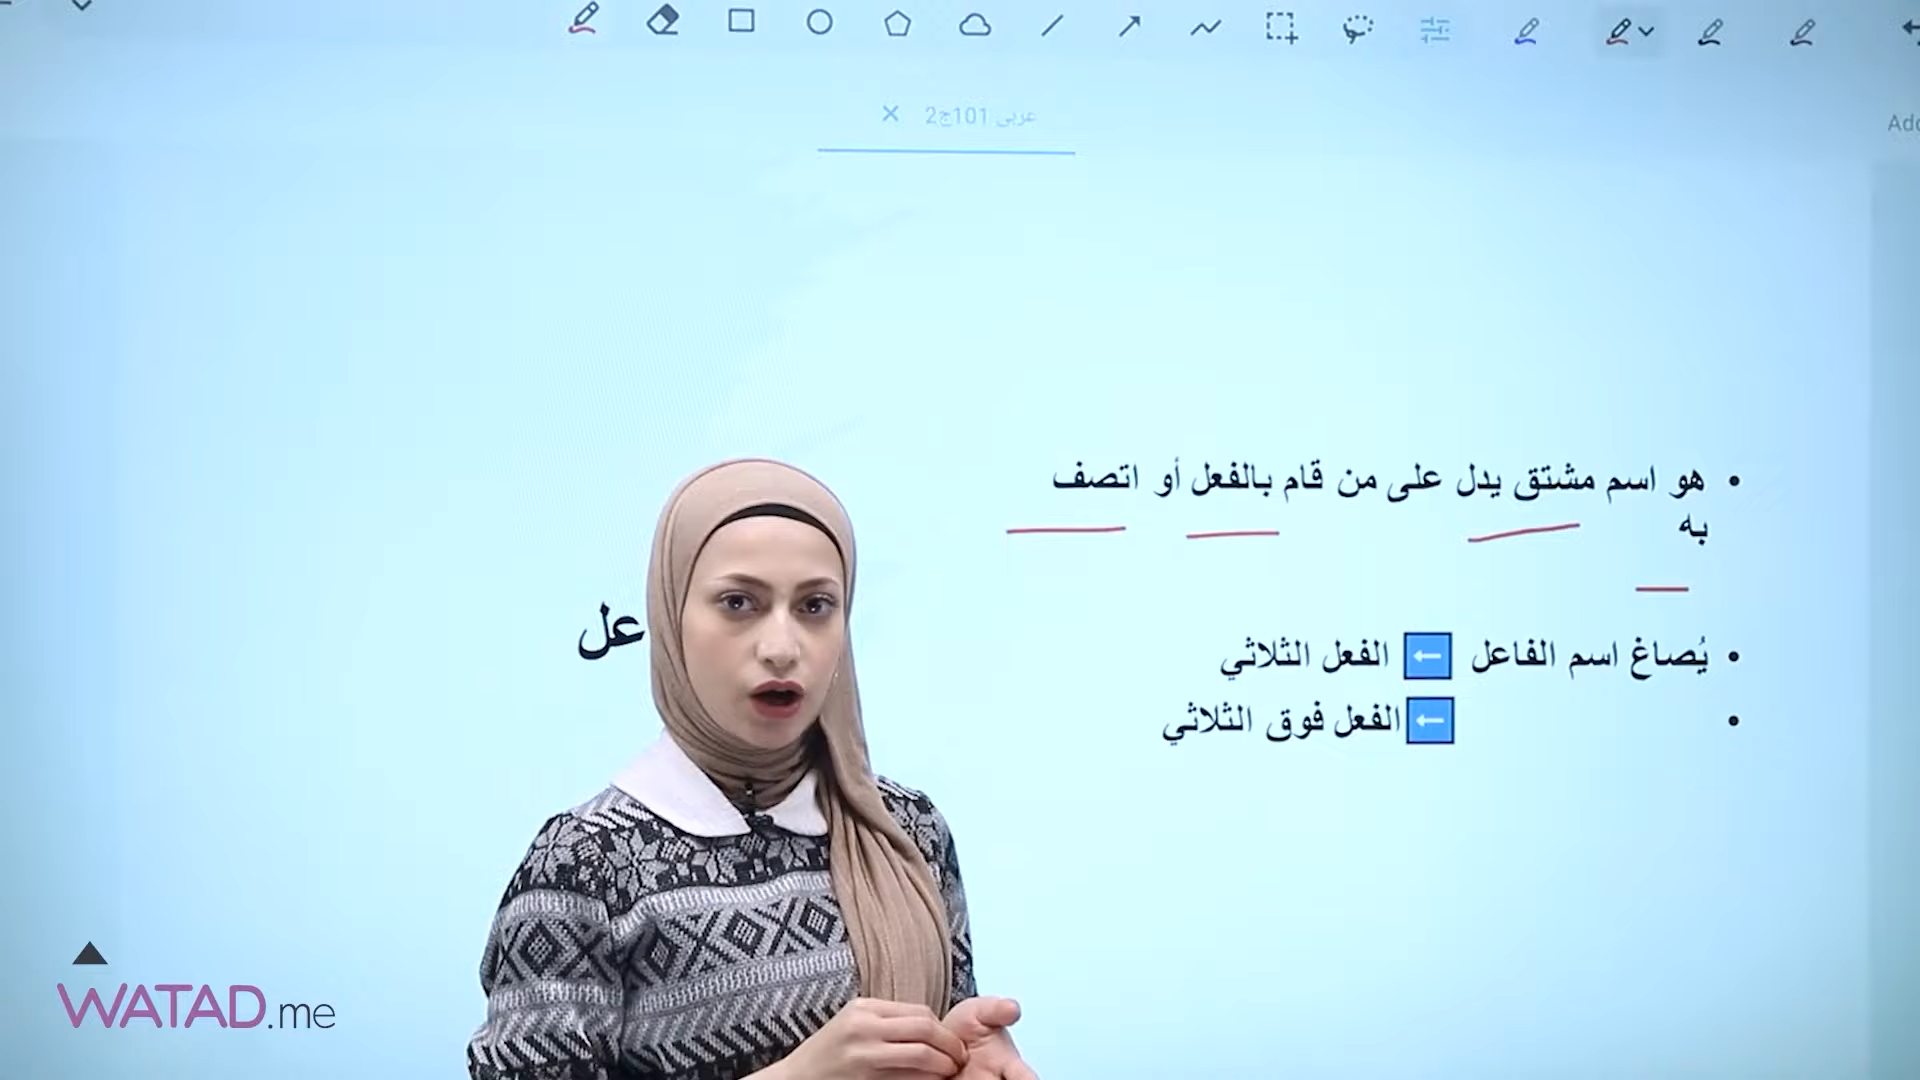 عربي 101ج2
Add
هو اسم مشتق يدل على من قام بالفعل أو اتصف
به
عل
يُصاغ اسم الفاعل ← الفعل الثلاثي
← الفعل فوق الثلاثي
WATAD.me